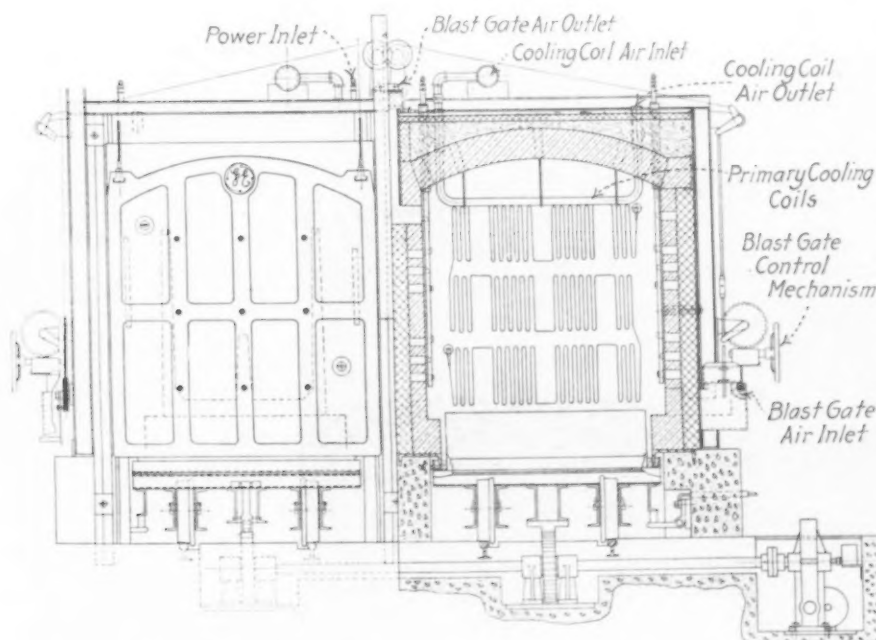 Power Inlet
Blast Gate Air Outlet
Cooling Coil Air Inlet
Cooling Coil
Air Outlet
Primary Cooling
Coils
Blast Gate
Control
Mechanism
Blast Gate
Air Inlet